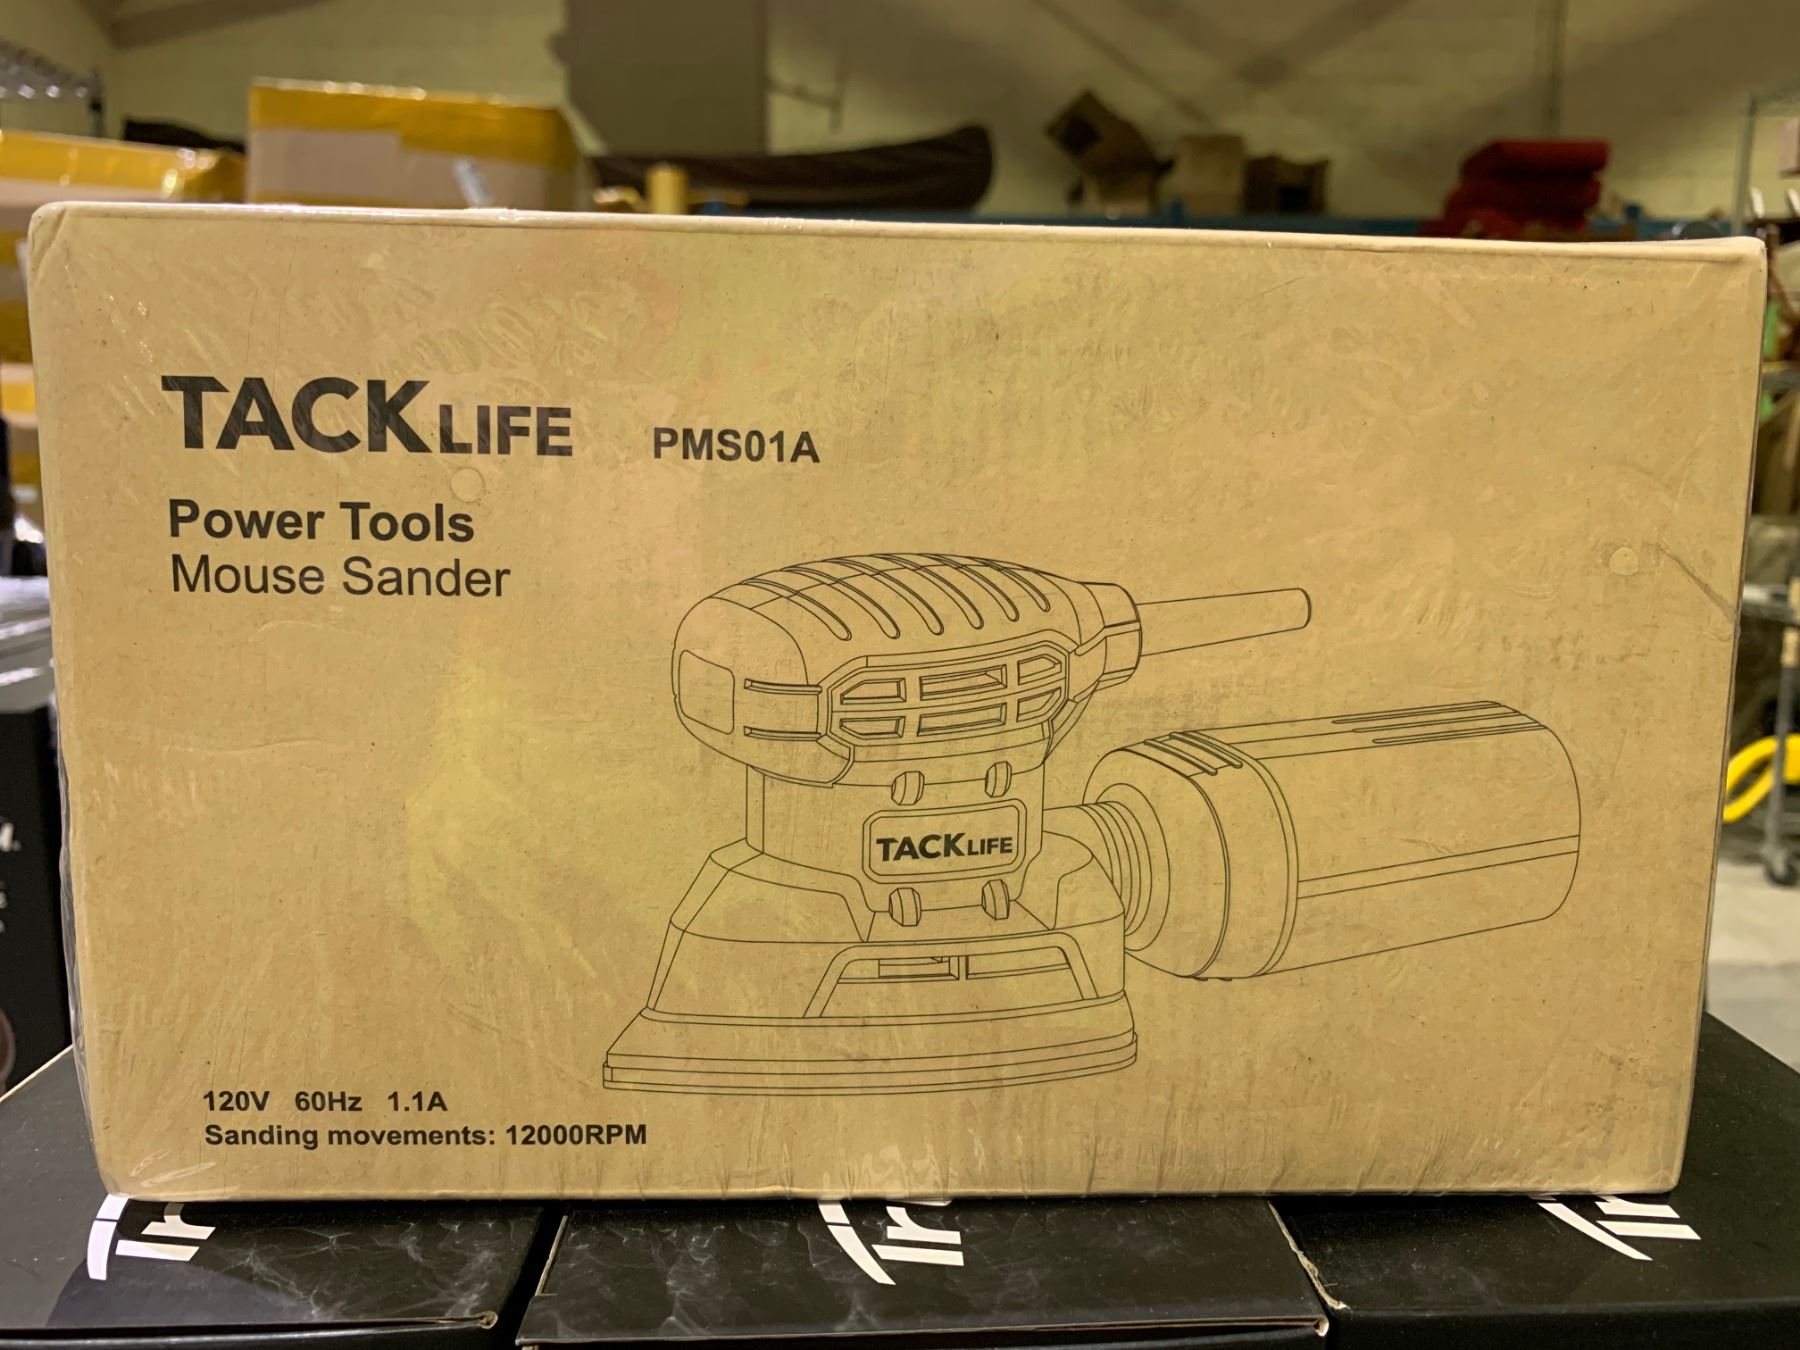 TACKLIFE PMS01A
Power Tools
Mouse Sander
TACKLIFE
120V 60Hz 1.1A
Sanding movements: 12000RPM